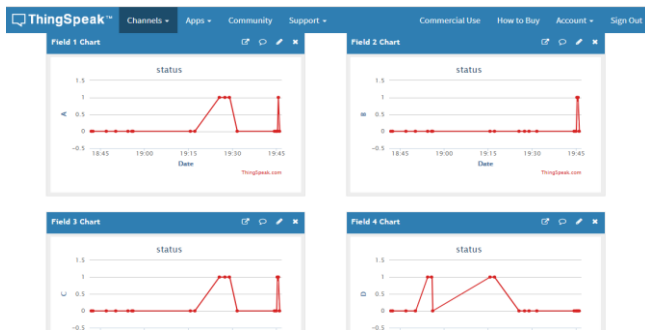 ThingSpeak™ Channels Apps Community Support Commercial Use How to Buy Account Sign Out
Field 1 Chart
status
A
1.5
1
0.5
0
-0.5
18:45 19:00 19:15 19:30 19:45
Date
ThingSpeak.com
Field 2 Chart
status
B
1.5
1
0.5
0
-0.5
18:45 19:00 19:15 19:30 19:45
Date
ThingSpeak.com
Field 3 Chart
status
C
1.5
1
0.5
0
-0.5
Field 4 Chart
status
D
1.5
1
0.5
0
-0.5